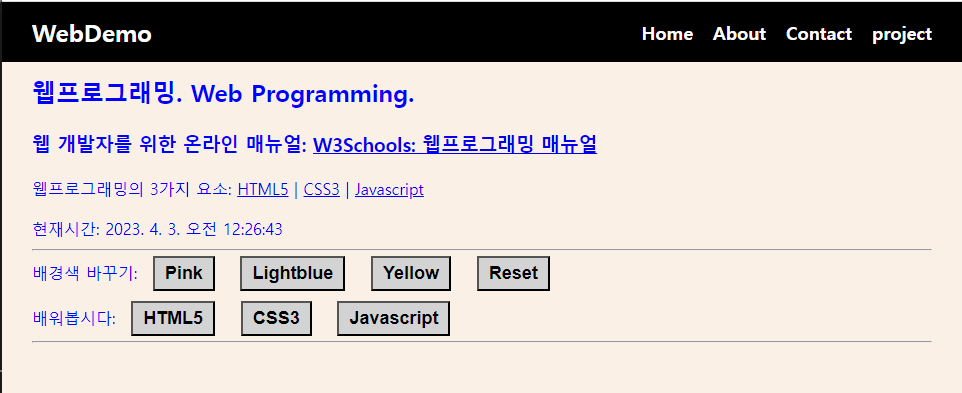 WebDemo Home About Contact project
웹프로그래밍. Web Programming.
웹 개발자를 위한 온라인 매뉴얼: W3Schools: 웹프로그래밍 매뉴얼
웹프로그래밍의 3가지 요소: HTML5 | CSS3 | Javascript
현재시간: 2023. 4. 3. 오전 12:26:43
배경색 바꾸기: Pink Lightblue Yellow Reset
배워봅시다: HTML5 CSS3 Javascript